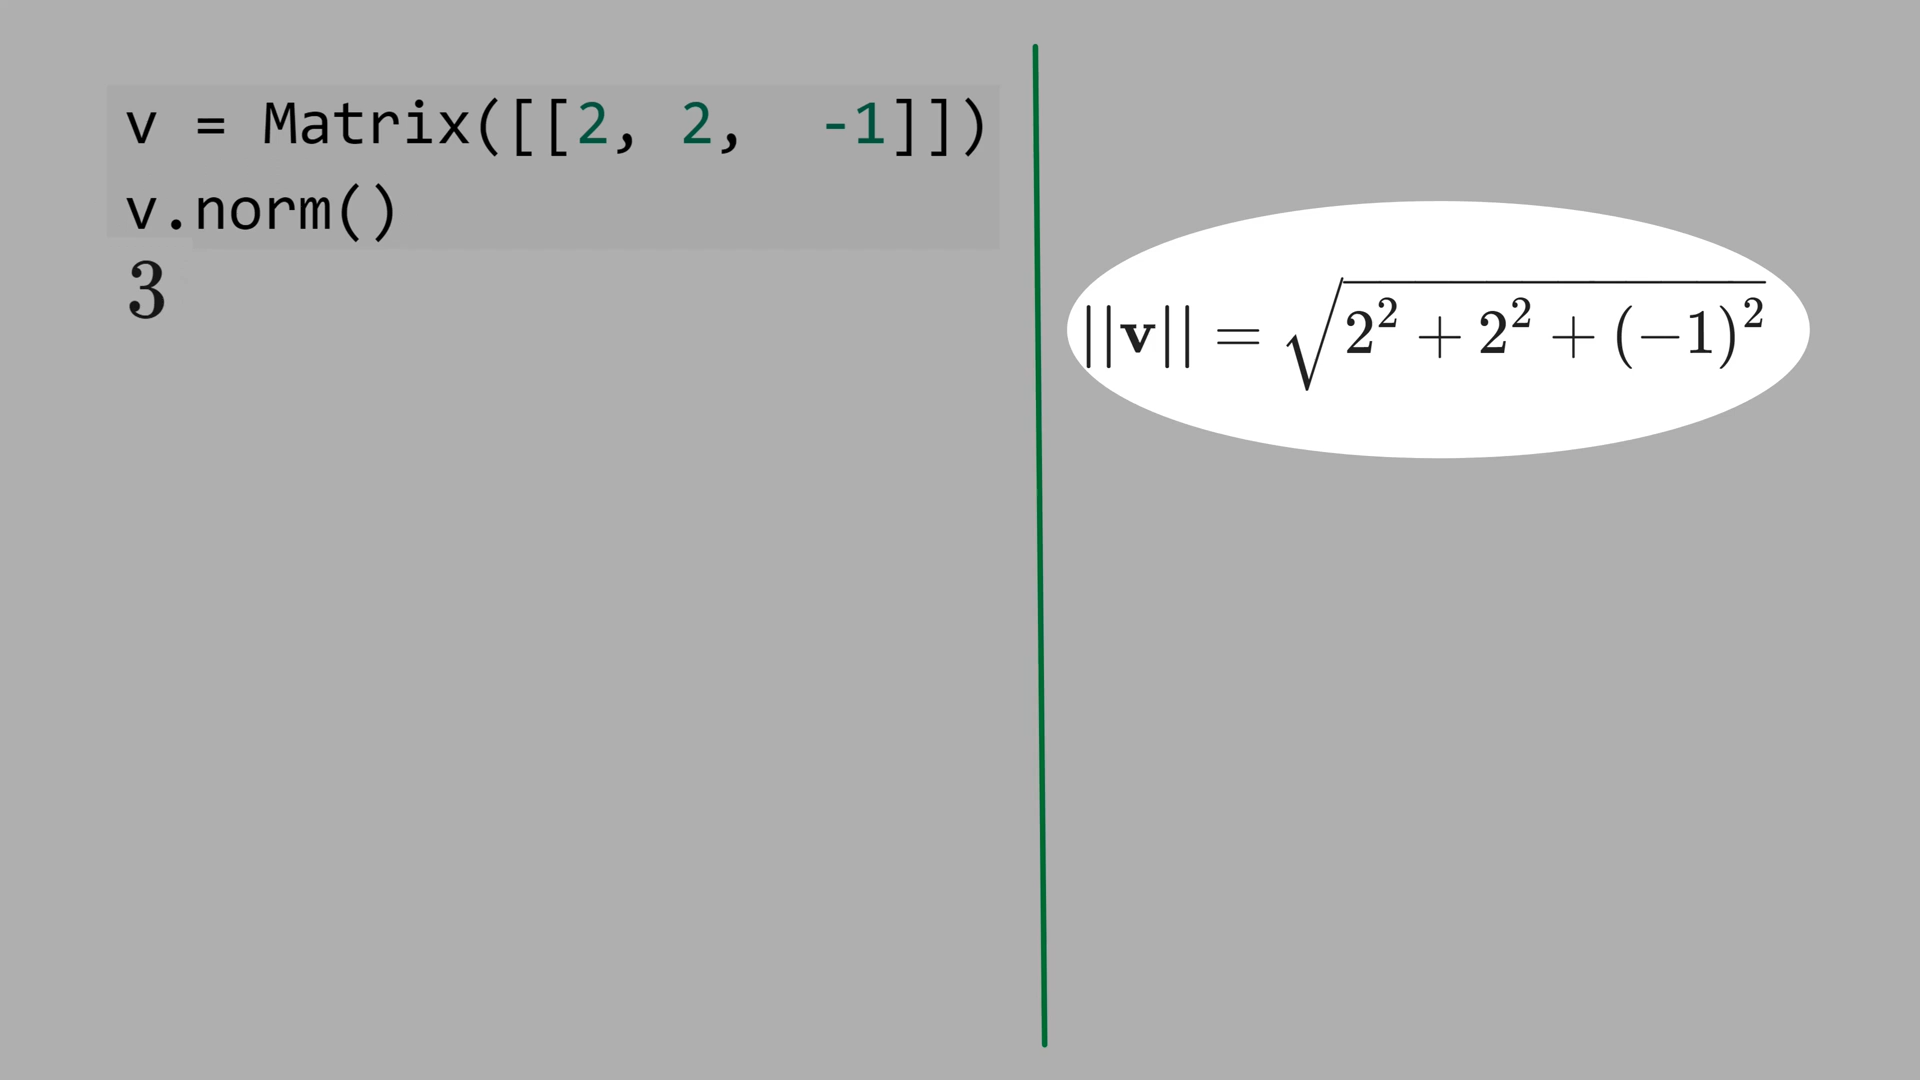 v = Matrix([[2, 2,  -1]])
v.norm()
3
||v|| = √(2² + 2² + (−1)²)